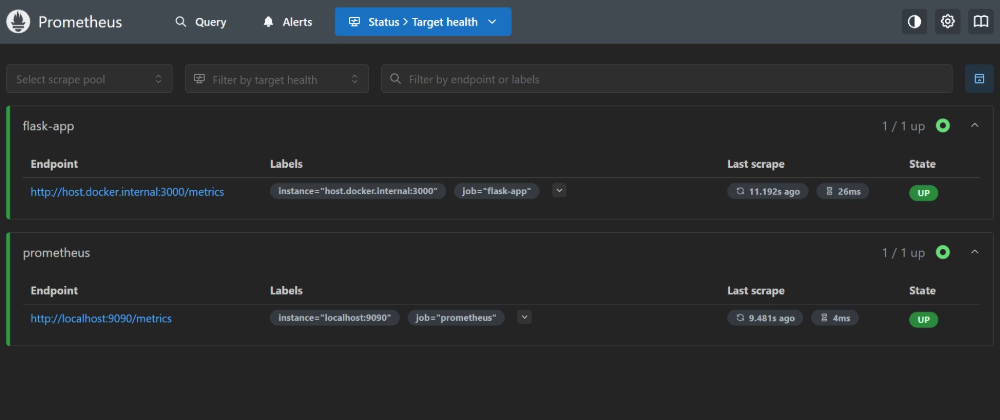 Prometheus Query Alerts Status > Target health
Select scrape pool Filter by target health Filter by endpoint or labels
flask-app 1 / 1 up
Endpoint Labels Last scrape State
http://host.docker.internal:3000/metrics instance="host.docker.internal:3000" job="flask-app" 11.192s ago 26ms UP
prometheus 1 / 1 up
Endpoint Labels Last scrape State
http://localhost:9090/metrics instance="localhost:9090" job="prometheus" 9.481s ago 4ms UP